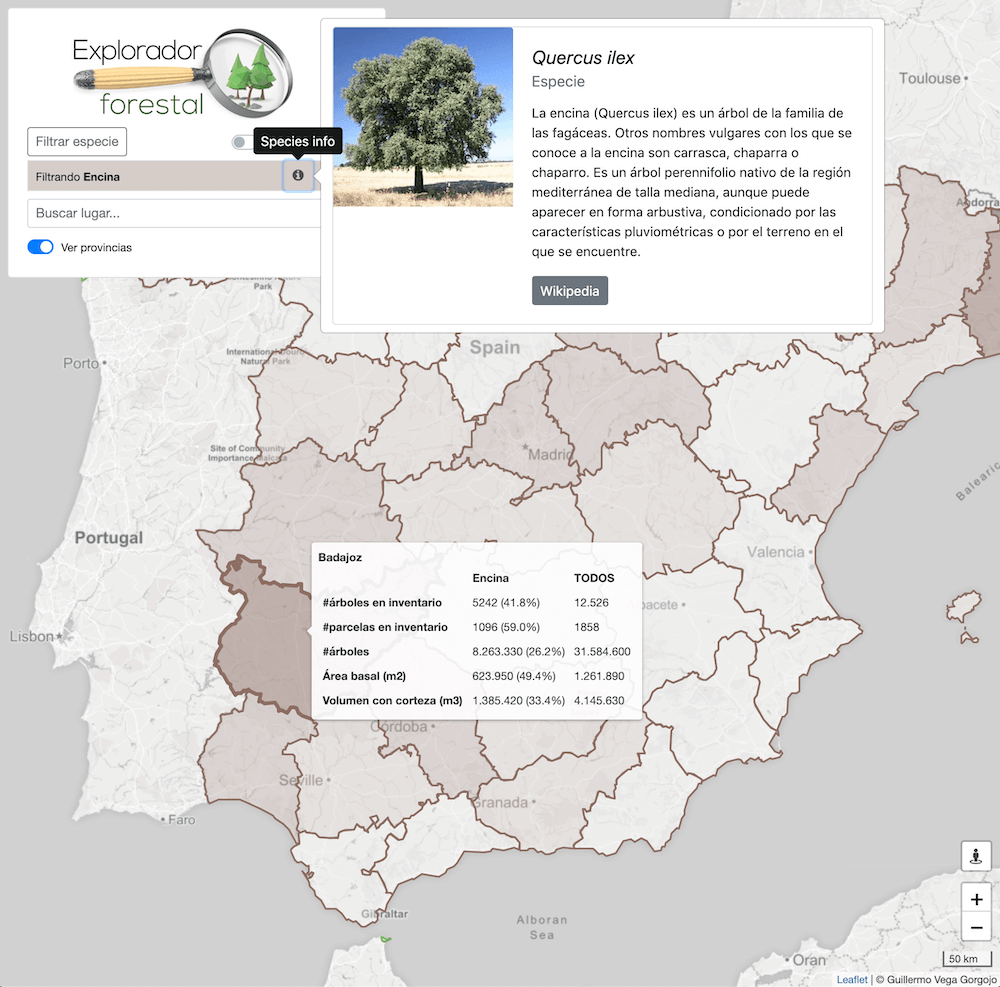 Explorador
forestal
Filtrar especie
Species info
Filtrando Encina
Buscar lugar...
Ver provincias
Quercus ilex
Especie
La encina (Quercus ilex) es un árbol de la familia de
las fagáceas. Otros nombres vulgares con los que se
conoce a la encina son carrasca, chaparra o
chaparro. Es un árbol perennifolio nativo de la región
mediterránea de talla mediana, aunque puede
aparecer en forma arbustiva, condicionado por las
características pluviométricas o por el terreno en el
que se encuentre.
Wikipedia
Toulouse
Andorra
Park
Porto
International Douro
Natural Park
Spain
Madrid
Site of Community
Importance Malcata
Balearic
Portugal
Valencia
Lisbon
Badajoz
Encina TODOS
#árboles en inventario 5242 (41.8%) 12.526
#parcelas en inventario 1096 (59.0%) 1858
#árboles 8.263.330 (26.2%) 31.584.600
Área basal (m2) 623.950 (49.4%) 1.261.890
Volumen con corteza (m3) 1.385.420 (33.4%) 4.145.630
bacete
Córdoba
Seville
Granada
Faro
Gibraltar
Alboran
Sea
Oran
+
−
50 km
Leaflet | © Guillermo Vega Gorgojo